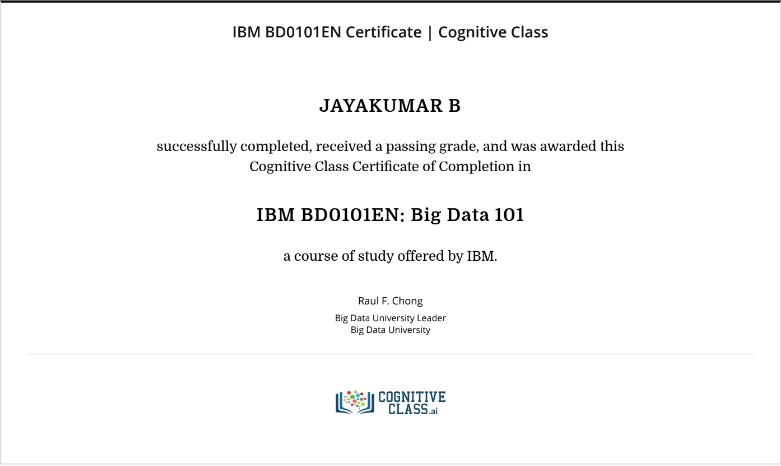 IBM BD0101EN Certificate | Cognitive Class
JAYAKUMAR B
successfully completed, received a passing grade, and was awarded this
Cognitive Class Certificate of Completion in
IBM BD0101EN: Big Data 101
a course of study offered by IBM.
Raul F. Chong
Big Data University Leader
Big Data University
COGNITIVE
CLASS.ai